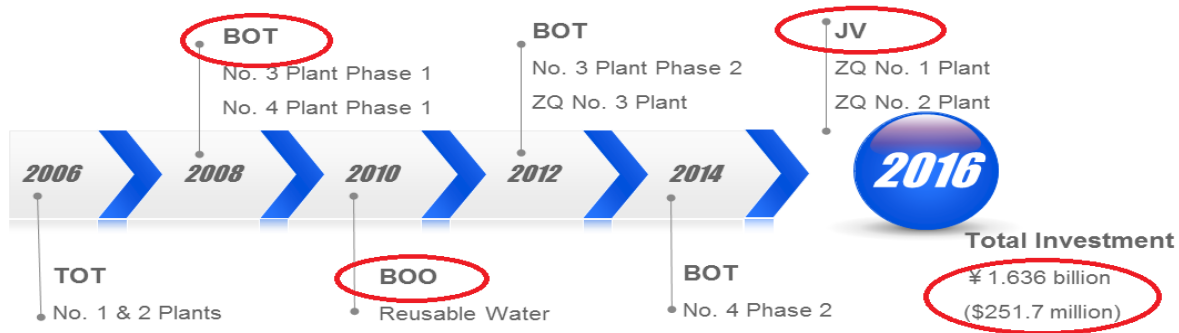 BOT
No. 3 Plant Phase 1
No. 4 Plant Phase 1
BOT
No. 3 Plant Phase 2
ZQ No. 3 Plant
JV
ZQ No. 1 Plant
ZQ No. 2 Plant
2006
2008
2010
2012
2014
2016
TOT
No. 1 & 2 Plants
BOO
Reusable Water
BOT
No. 4 Phase 2
Total Investment
¥ 1.636 billion
($251.7 million)